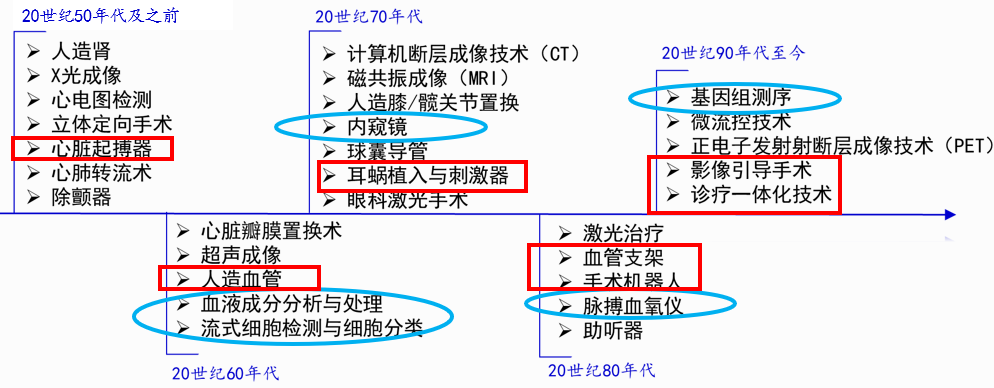 20世纪50年代及之前
人造肾
X光成像
心电图检测
立体定向手术
心脏起搏器
心肺转流术
除颤器
20世纪70年代
计算机断层成像技术（CT）
磁共振成像（MRI）
人造膝/髋关节置换
内窥镜
球囊导管
耳蜗植入与刺激器
眼科激光手术
20世纪90年代至今
基因组测序
微流控技术
正电子发射射断层成像技术（PET）
影像引导手术
诊疗一体化技术
心脏瓣膜置换术
超声成像
人造血管
血液成分分析与处理
流式细胞检测与细胞分类
20世纪60年代
激光治疗
血管支架
手术机器人
脉搏血氧仪
助听器
20世纪80年代